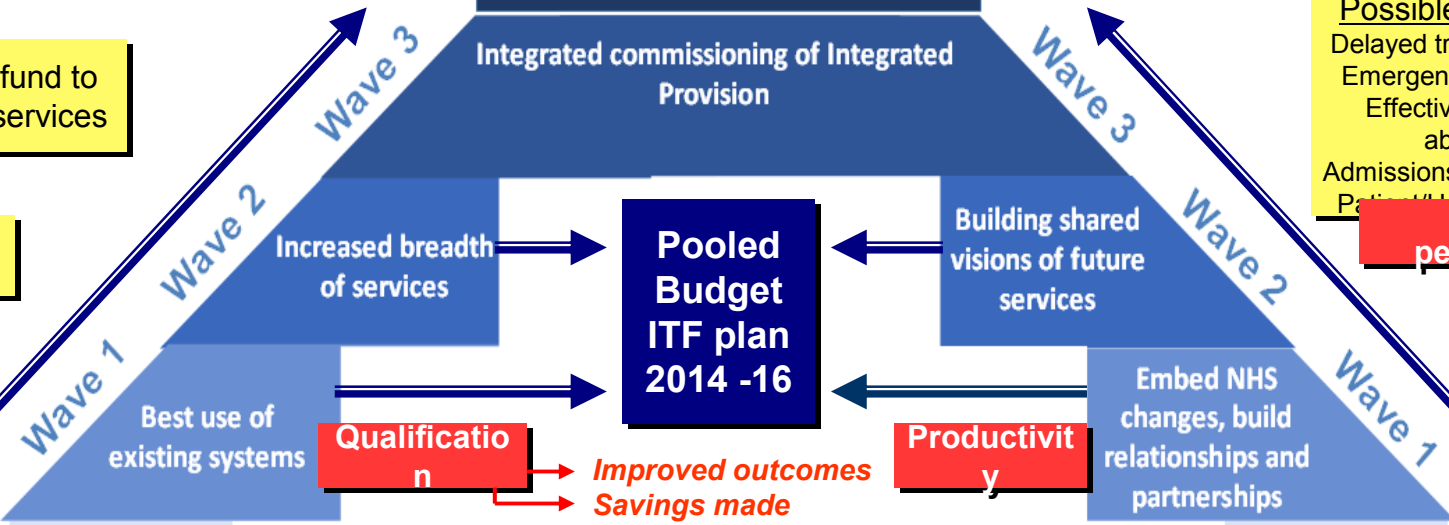 fund to
services
Wave 3
Wave 2
Wave 1
Integrated commissioning of Integrated
Provision
Increased breadth
of services
Best use of
existing systems
Pooled
Budget
ITF plan
2014 -16
Qualificatio
n
Improved outcomes
Savings made
Productivit
y
Building shared
visions of future
services
Embed NHS
changes, build
relationships and
partnerships
Wave 3
Wave 2
Wave 1
Possible
Delayed tr
Emergen
Effectiv
ab
Admissions
pe